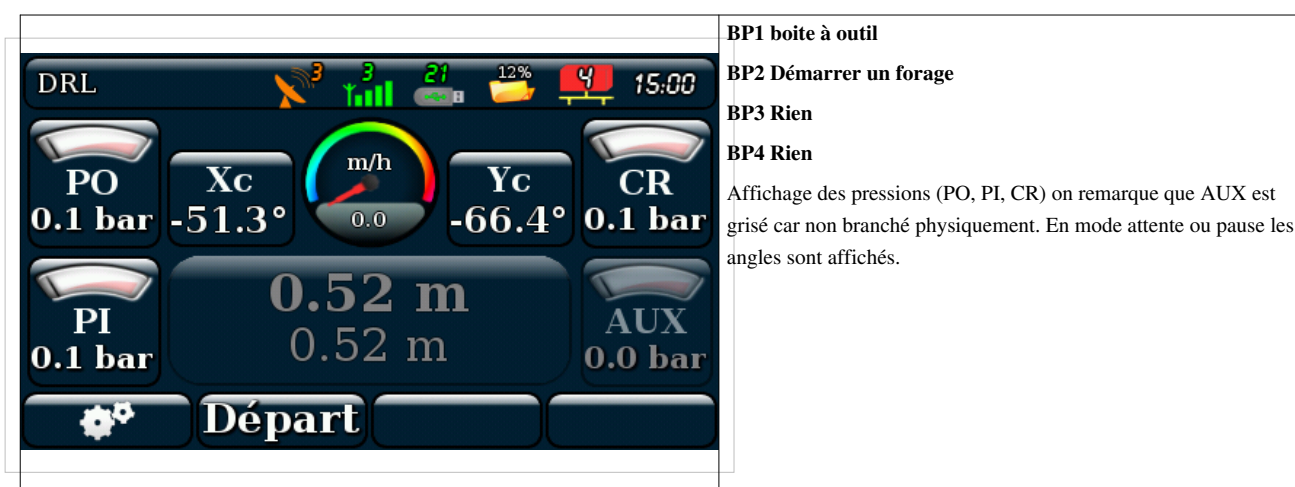 DRL 3 3 21 12% 4 15:00
PO
0.1 bar
Xc
-51.3°
m/h
0.0
Yc
-66.4°
CR
0.1 bar
PI
0.1 bar
0.52 m
0.52 m
AUX
0.0 bar
Départ
BP1 boite à outil
BP2 Démarrer un forage
BP3 Rien
BP4 Rien
Affichage des pressions (PO, PI, CR) on remarque que AUX est
grisé car non branché physiquement. En mode attente ou pause les
angles sont affichés.